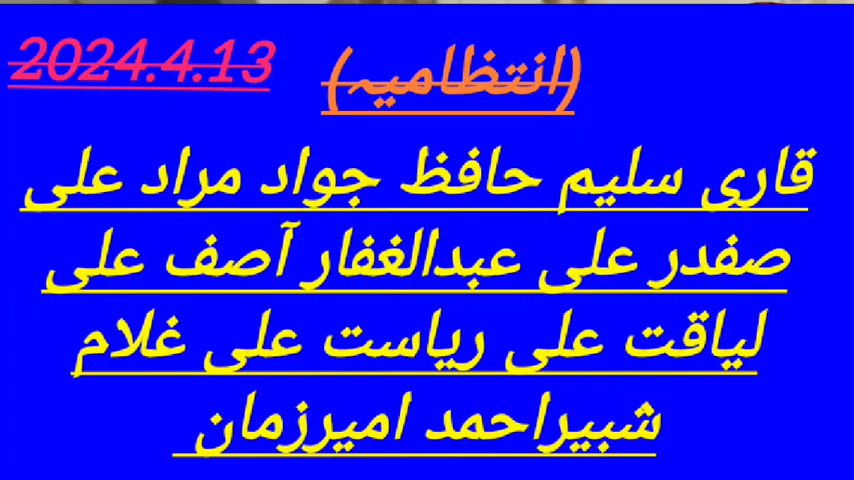 (انتظامیہ) 2024.4.13
قاری سلیم حافظ جواد مراد علی
صفدر علی عبدالغفار آصف علی
لیاقت علی ریاست علی غلام
شبیراحمد امیرزمان